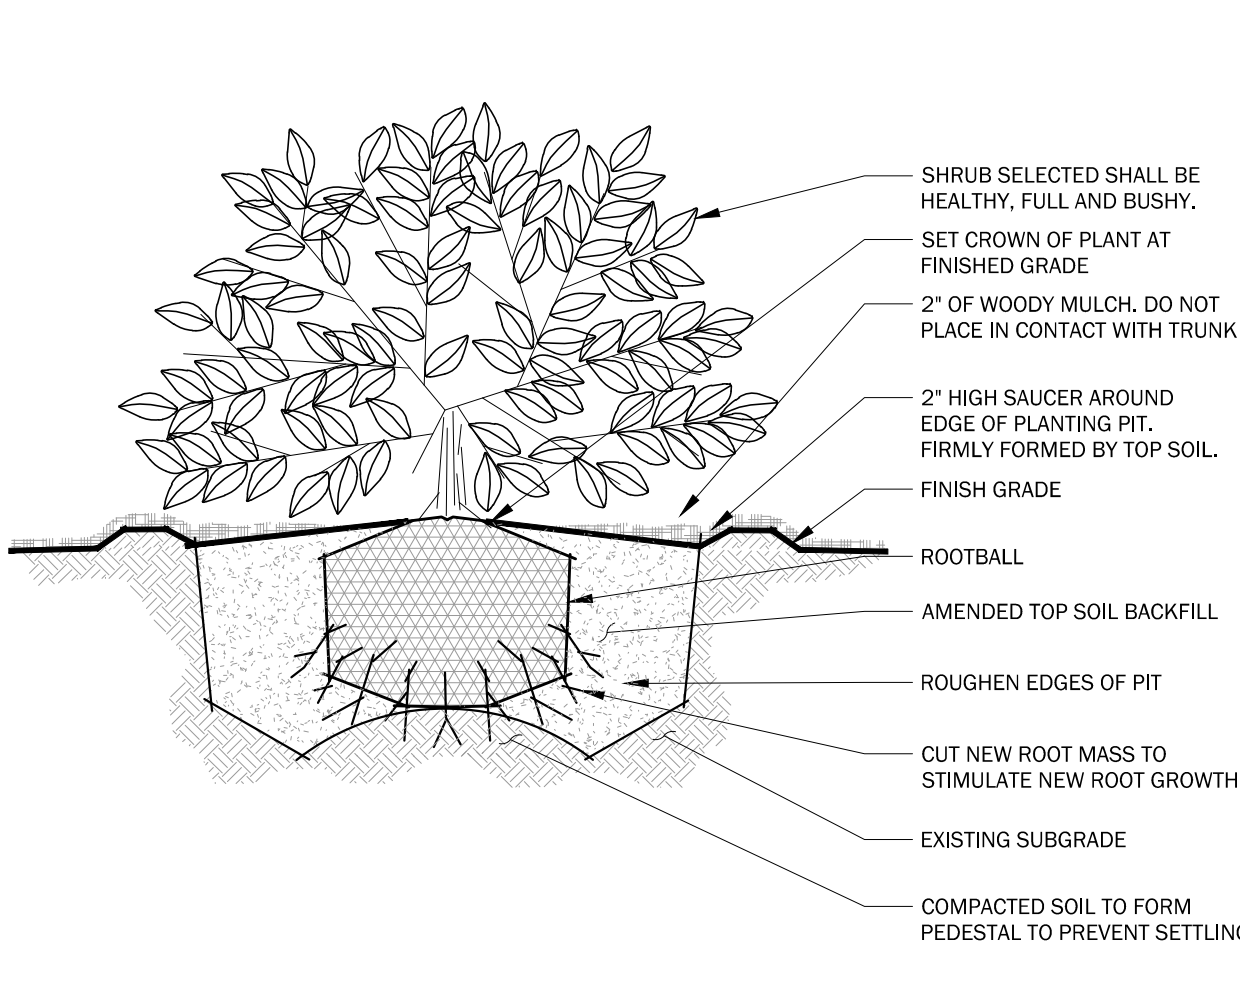 SHRUB SELECTED SHALL BE
HEALTHY, FULL AND BUSHY.
SET CROWN OF PLANT AT
FINISHED GRADE
2" OF WOODY MULCH. DO NOT
PLACE IN CONTACT WITH TRUNK
2" HIGH SAUCER AROUND
EDGE OF PLANTING PIT.
FIRMLY FORMED BY TOP SOIL.
FINISH GRADE
ROOTBALL
AMENDED TOP SOIL BACKFILL
ROUGHEN EDGES OF PIT
CUT NEW ROOT MASS TO
STIMULATE NEW ROOT GROWTH
EXISTING SUBGRADE
COMPACTED SOIL TO FORM
PEDESTAL TO PREVENT SETTLING